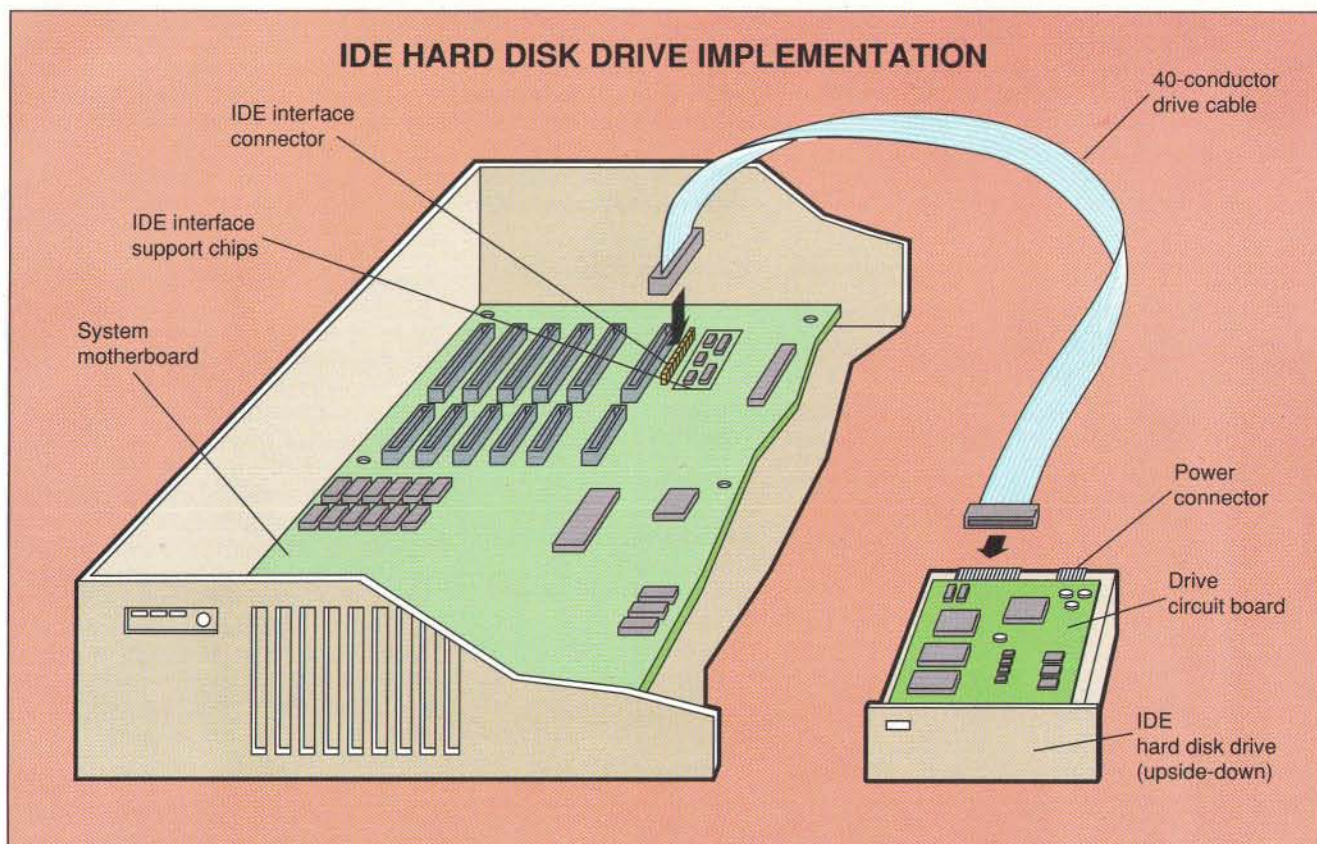 IDE HARD DISK DRIVE IMPLEMENTATION
40-conductor
drive cable
IDE interface
connector
IDE interface
support chips
System
motherboard
Power
connector
Drive
circuit board
IDE
hard disk drive
(upside-down)